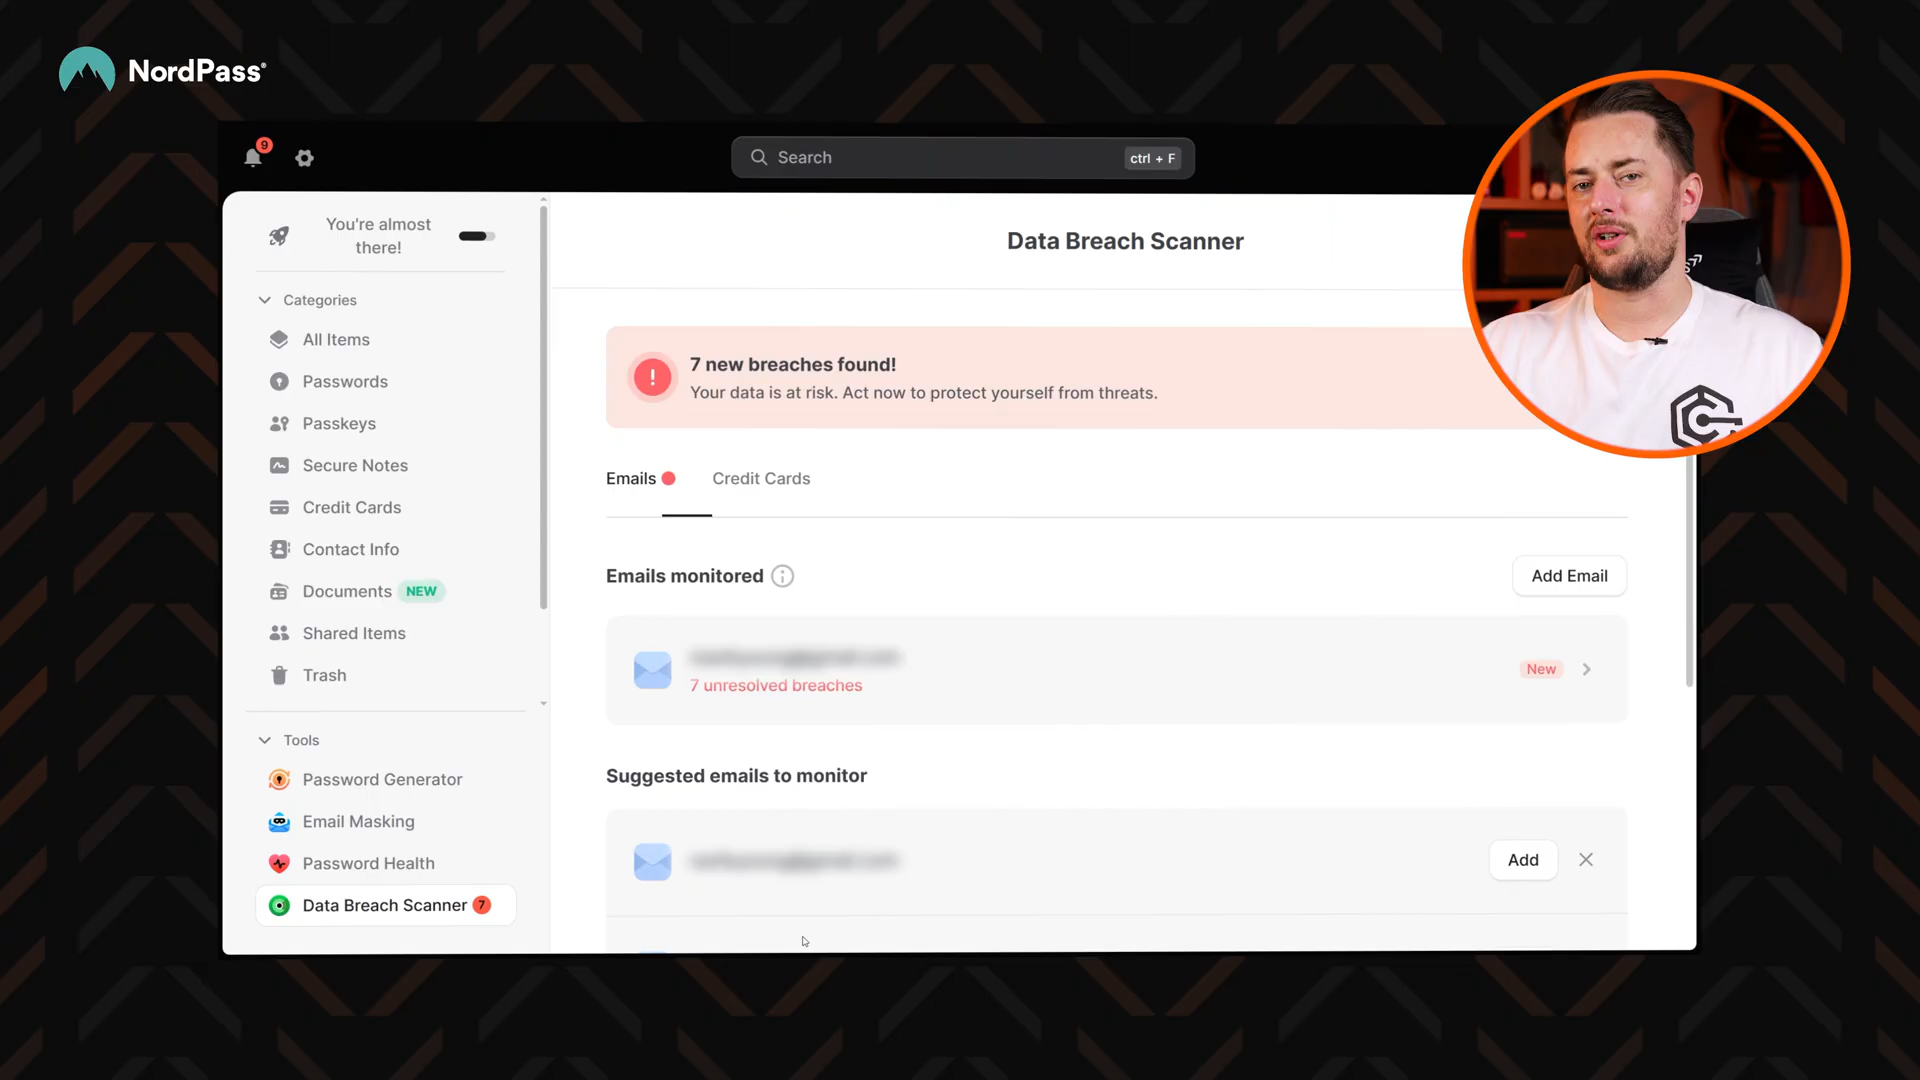 NordPass®
9
Search
ctrl + F
You're almost
there!
Data Breach Scanner
Categories
All Items
Passwords
Passkeys
Secure Notes
Credit Cards
Contact Info
Documents NEW
Shared Items
Trash
Tools
Password Generator
Email Masking
Password Health
Data Breach Scanner 7
7 new breaches found!
Your data is at risk. Act now to protect yourself from threats.
Emails
Credit Cards
Emails monitored
Add Email
7 unresolved breaches
New
Suggested emails to monitor
Add